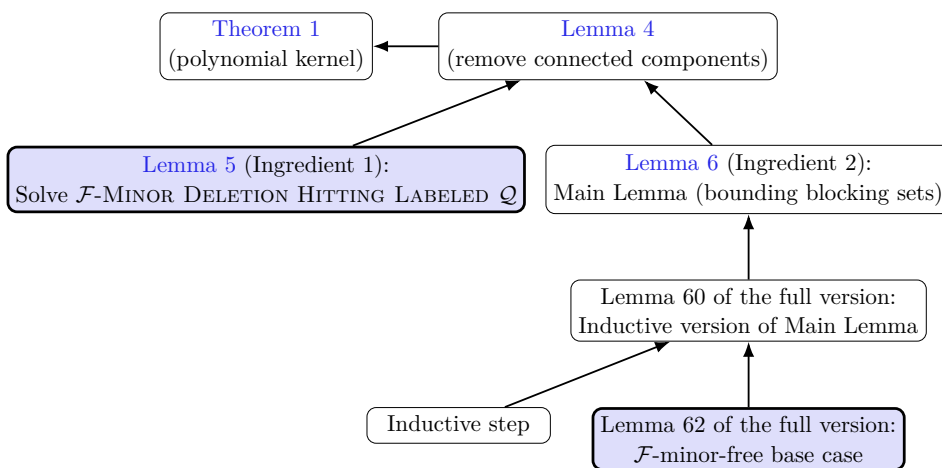 Theorem 1
(polynomial kernel)
Lemma 4
(remove connected components)
Lemma 5 (Ingredient 1):
Solve ℱ-MINOR DELETION HITTING LABELED 𝒬
Lemma 6 (Ingredient 2):
Main Lemma (bounding blocking sets)
Lemma 60 of the full version:
Inductive version of Main Lemma
Inductive step
Lemma 62 of the full version:
ℱ-minor-free base case